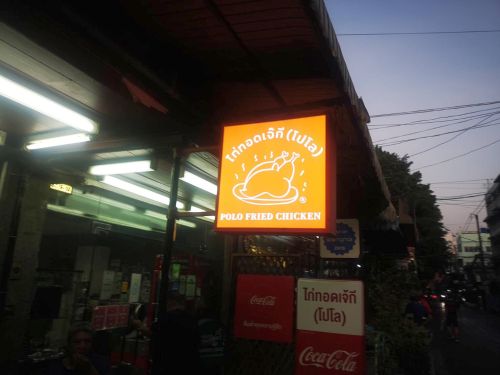 ไก่ทอดเจ๊กี (โปโล)
®
POLO FRIED CHICKEN
Coca-Cola
ไก่ทอดเจ๊กี
(โปโล)
Coca-Cola